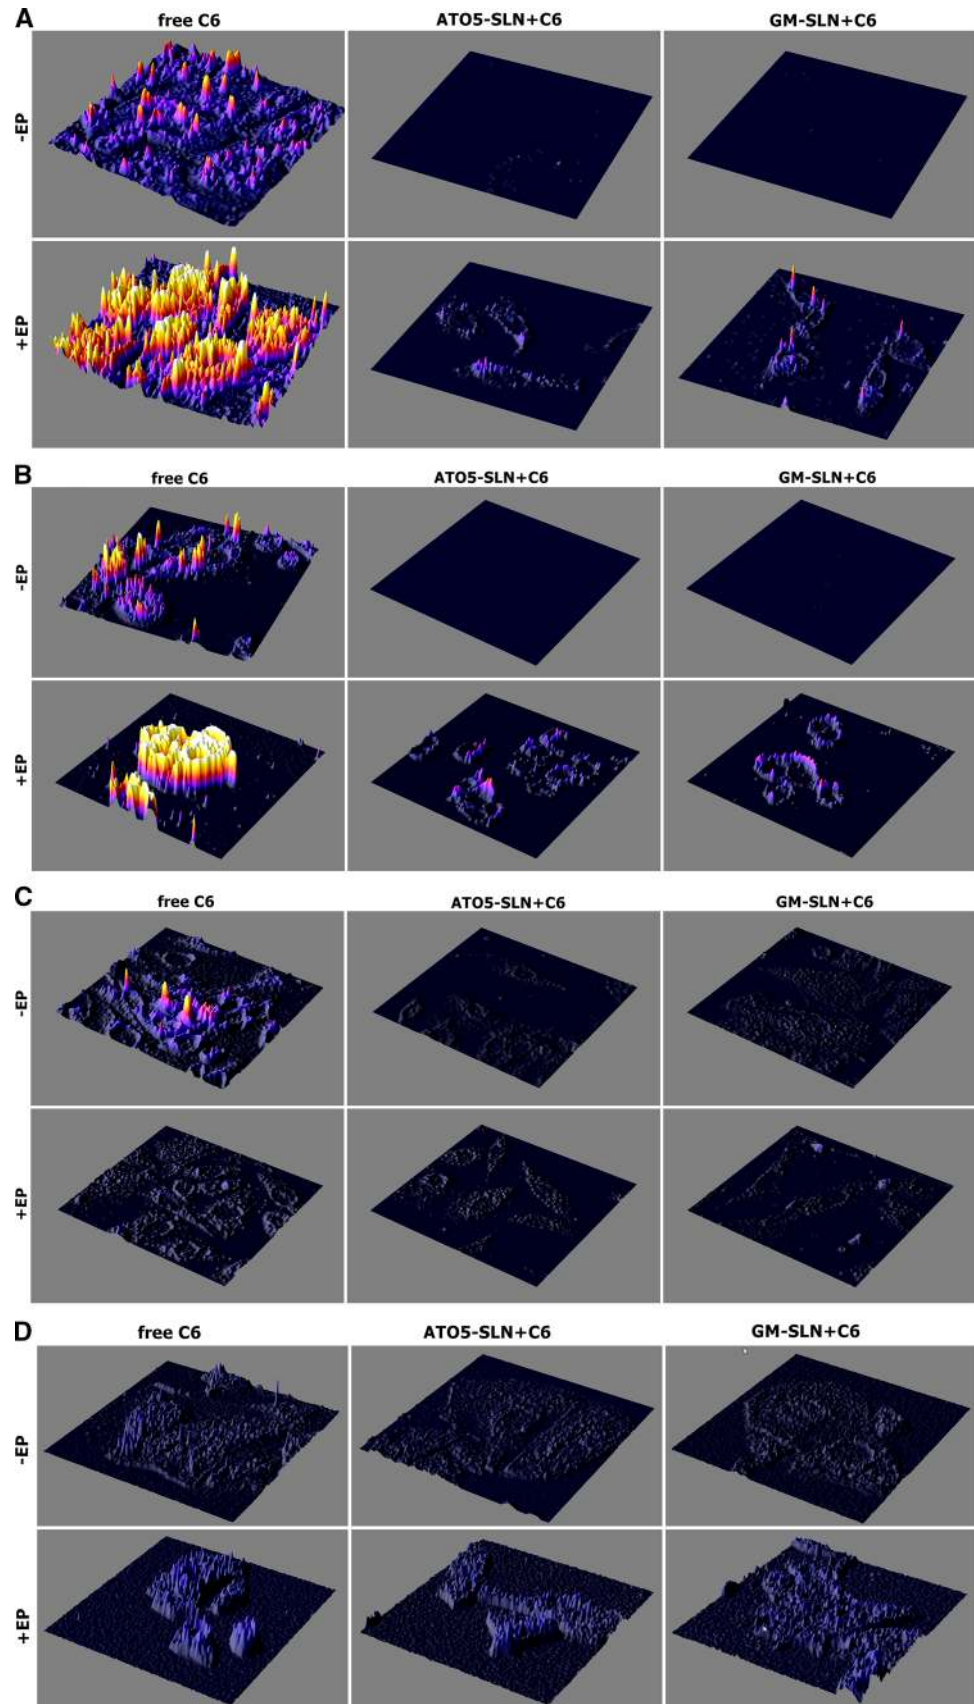 A
free C6 ATO5-SLN+C6 GM-SLN+C6
-EP
+EP
B
free C6 ATO5-SLN+C6 GM-SLN+C6
-EP
+EP
C
free C6 ATO5-SLN+C6 GM-SLN+C6
-EP
+EP
D
free C6 ATO5-SLN+C6 GM-SLN+C6
-EP
+EP